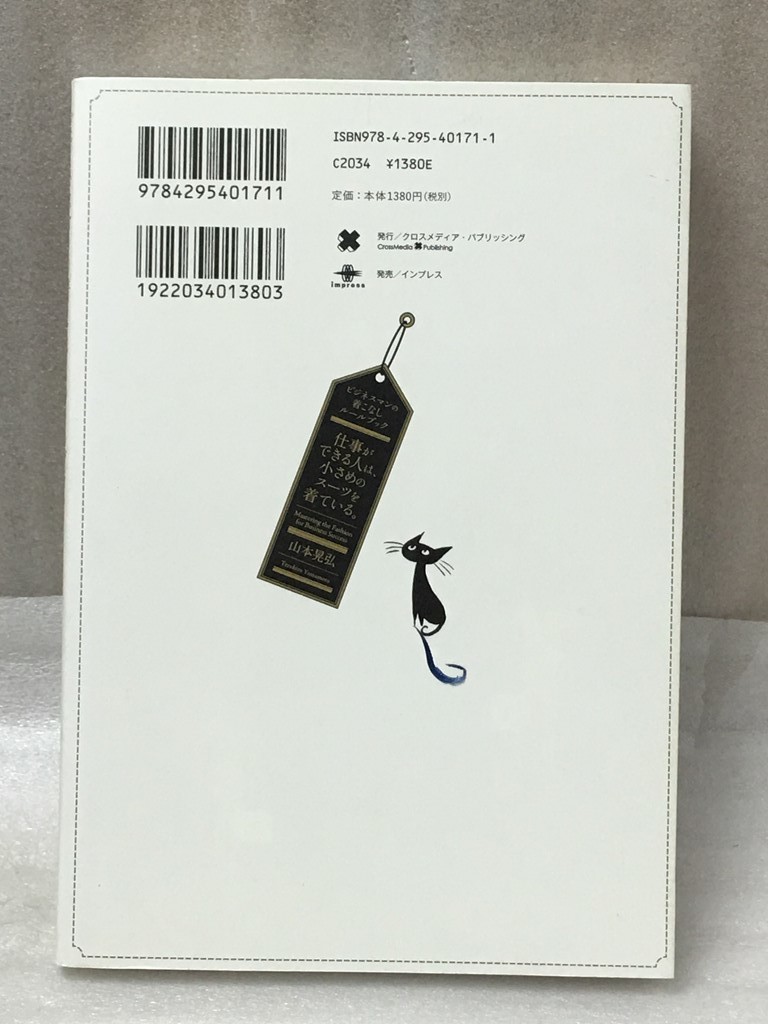 9784295401711
ISBN978-4-295-40171-1
C2034 ¥1380E
定価：本体1380円(税別)
1922034013803
発行／クロスメディア・パブリッシング
CrossMedia Publishing
impress
発売／インプレス
ビジネスマンの
着こなし
ルールブック
仕事が
できる人は、
小さめの
スーツを
着ている。
Mastering the Fashion
for Business Success
山本晃弘
Teruhiro Yamamoto